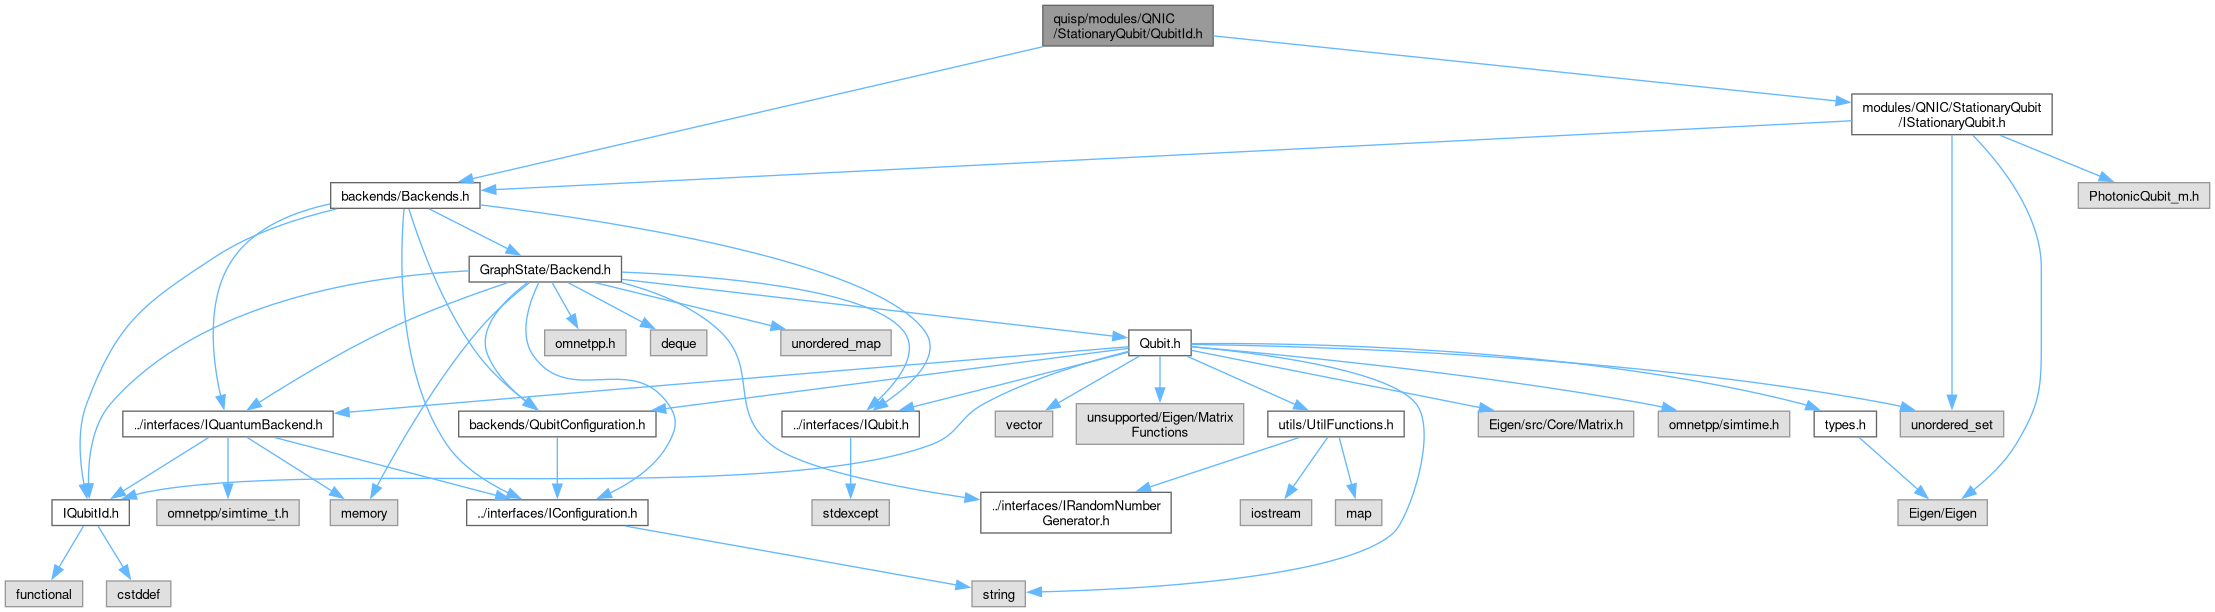 quisp/modules/QNIC
/StationaryQubit/QubitId.h
modules/QNIC/StationaryQubit
/IStationaryQubit.h
backends/Backends.h
PhotonicQubit_m.h
GraphState/Backend.h
omnetpp.h
deque
unordered_map
Qubit.h
../interfaces/IQuantumBackend.h
backends/QubitConfiguration.h
../interfaces/IQubit.h
vector
unsupported/Eigen/Matrix
Functions
utils/UtilFunctions.h
Eigen/src/Core/Matrix.h
omnetpp/simtime.h
types.h
unordered_set
IQubitId.h
omnetpp/simtime_t.h
memory
../interfaces/IConfiguration.h
stdexcept
../interfaces/IRandomNumber
Generator.h
iostream
map
Eigen/Eigen
functional
cstddef
string